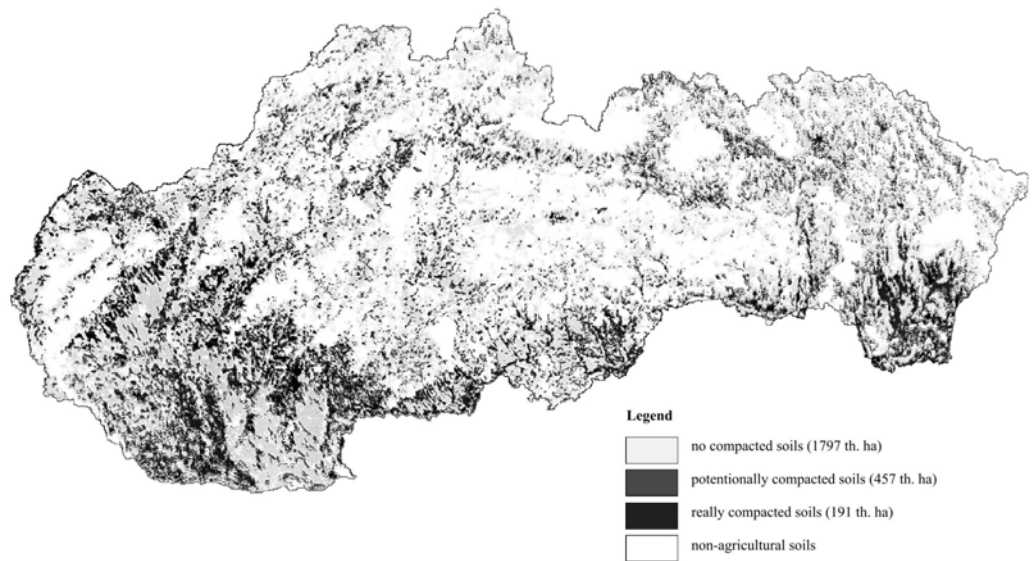 Legend
no compacted soils (1797 th. ha)
potentially compacted soils (457 th. ha)
really compacted soils (191 th. ha)
non-agricultural soils